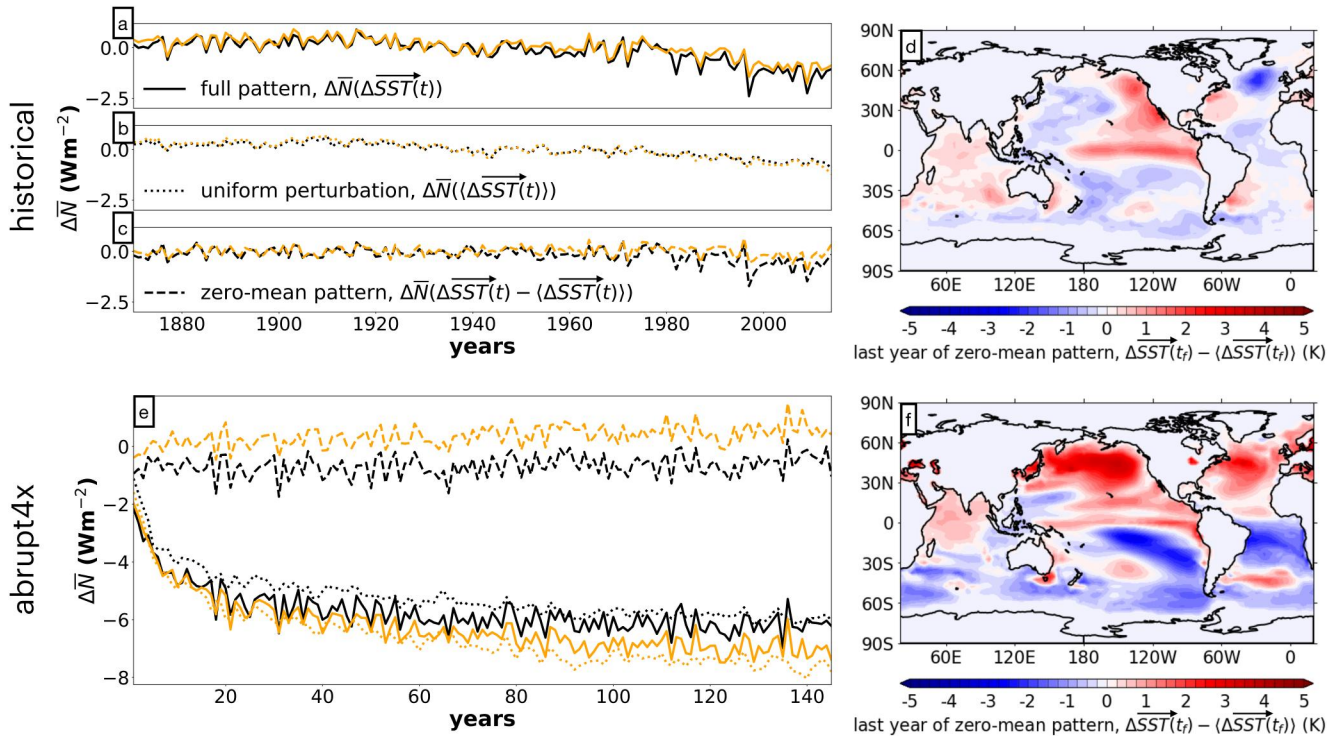 historical
ΔN̅ (Wm⁻²)
a
0.0
−2.5
full pattern, ΔN̅(ΔSST⃗(t))
b
0.0
−2.5
uniform perturbation, ΔN̅(⟨ΔSST⃗(t)⟩)
c
0.0
−2.5
zero-mean pattern, ΔN̅(ΔSST⃗(t) − ⟨ΔSST⃗(t)⟩)
1880 1900 1920 1940 1960 1980 2000
years
d
90N
60N
30N
0
30S
60S
90S
60E 120E 180 120W 60W 0
-5 -4 -3 -2 -1 0 1 2 3 4 5
last year of zero-mean pattern, ΔSST⃗(t_f) − ⟨ΔSST⃗(t_f)⟩ (K)
abrupt4x
ΔN̅ (Wm⁻²)
e
0
−2
−4
−6
−8
20 40 60 80 100 120 140
years
f
90N
60N
30N
0
30S
60S
90S
60E 120E 180 120W 60W 0
-5 -4 -3 -2 -1 0 1 2 3 4 5
last year of zero-mean pattern, ΔSST⃗(t_f) − ⟨ΔSST⃗(t_f)⟩ (K)